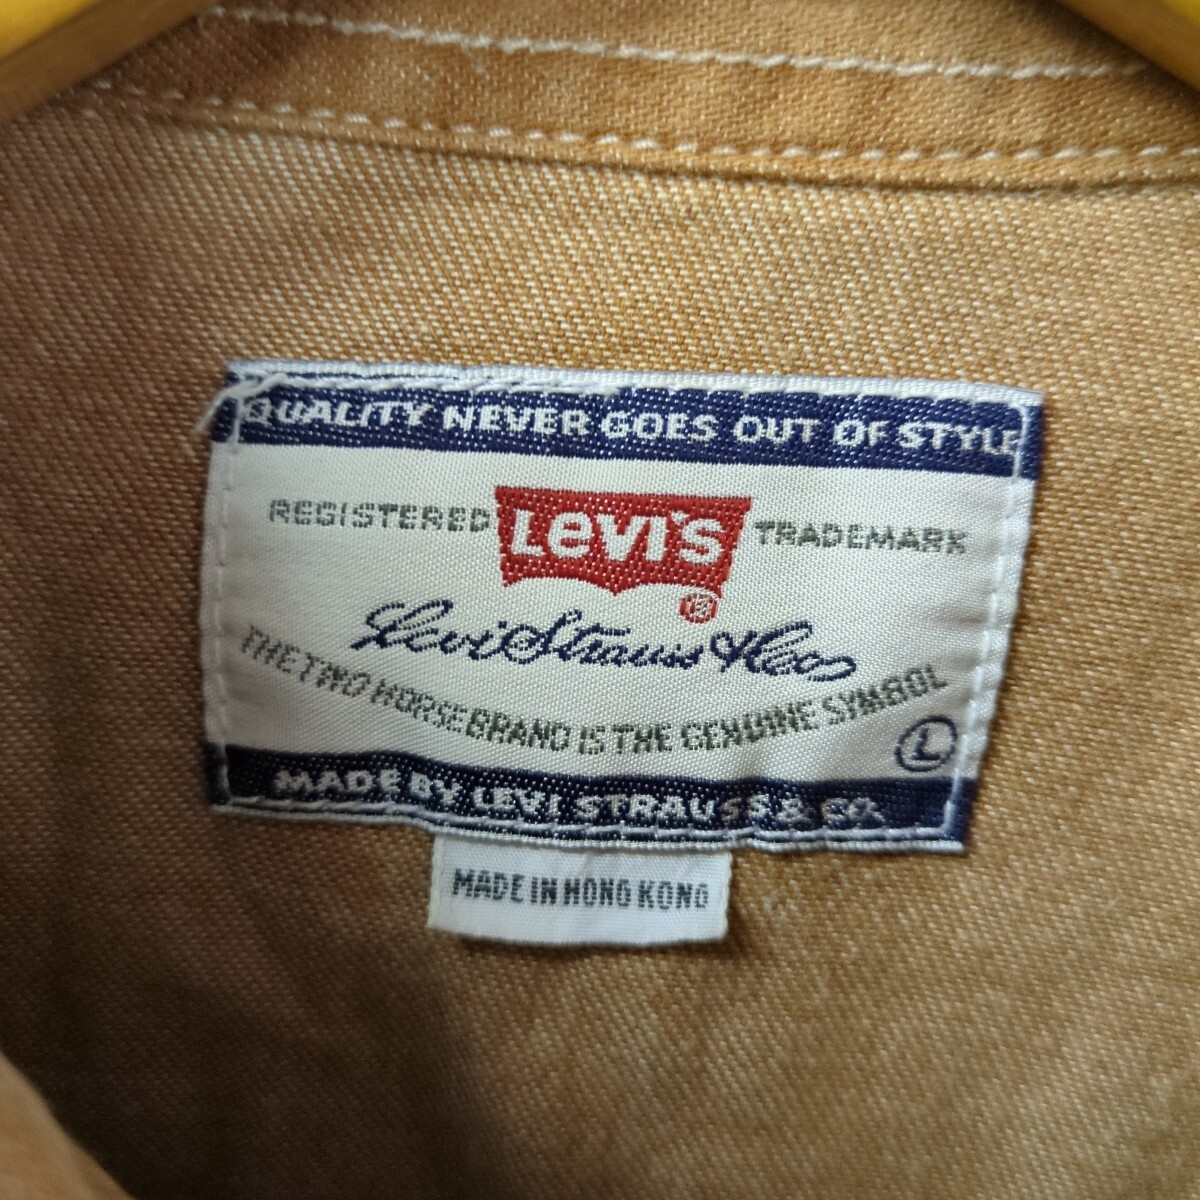 QUALITY NEVER GOES OUT OF STYLE
REGISTERED LEVI'S TRADEMARK
®
Levi Strauss & Co
THE TWO HORSE BRAND IS THE GENUINE SYMBOL
L
MADE BY LEVI STRAUSS & CO.
MADE IN HONG KONG